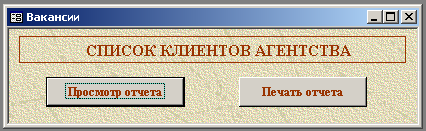 Вакансии
СПИСОК КЛИЕНТОВ АГЕНТСТВА
Просмотр отчета Печать отчета